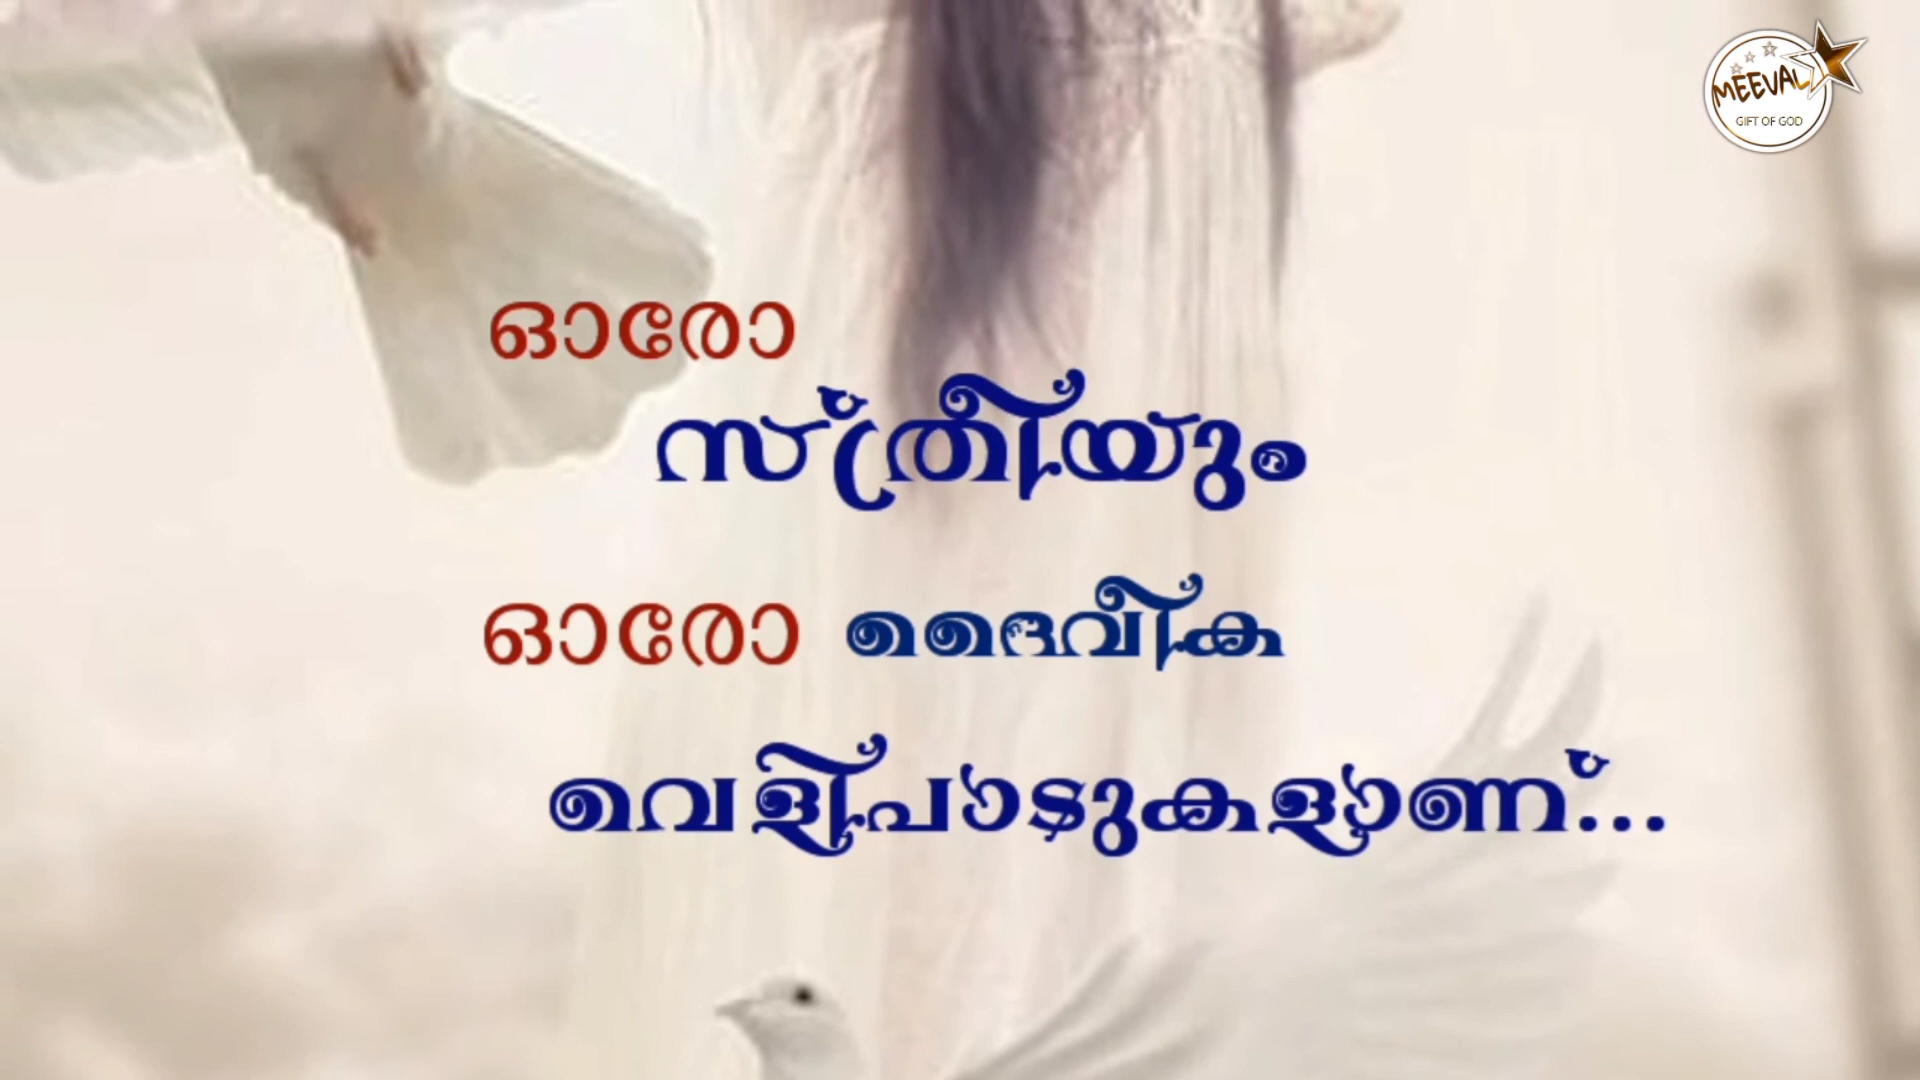 MEEVAL
GIFT OF GOD
ഓരോ
സ്ത്രീയും
ഓരോ ദൈവീക
വെളിപാടുകളാണ്...